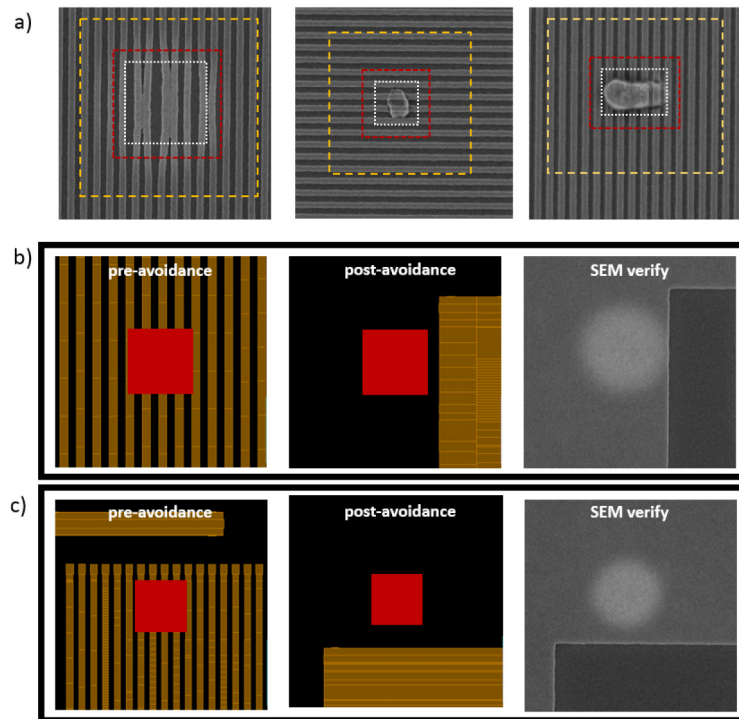 a)
b)
pre-avoidance
post-avoidance
SEM verify
c)
pre-avoidance
post-avoidance
SEM verify